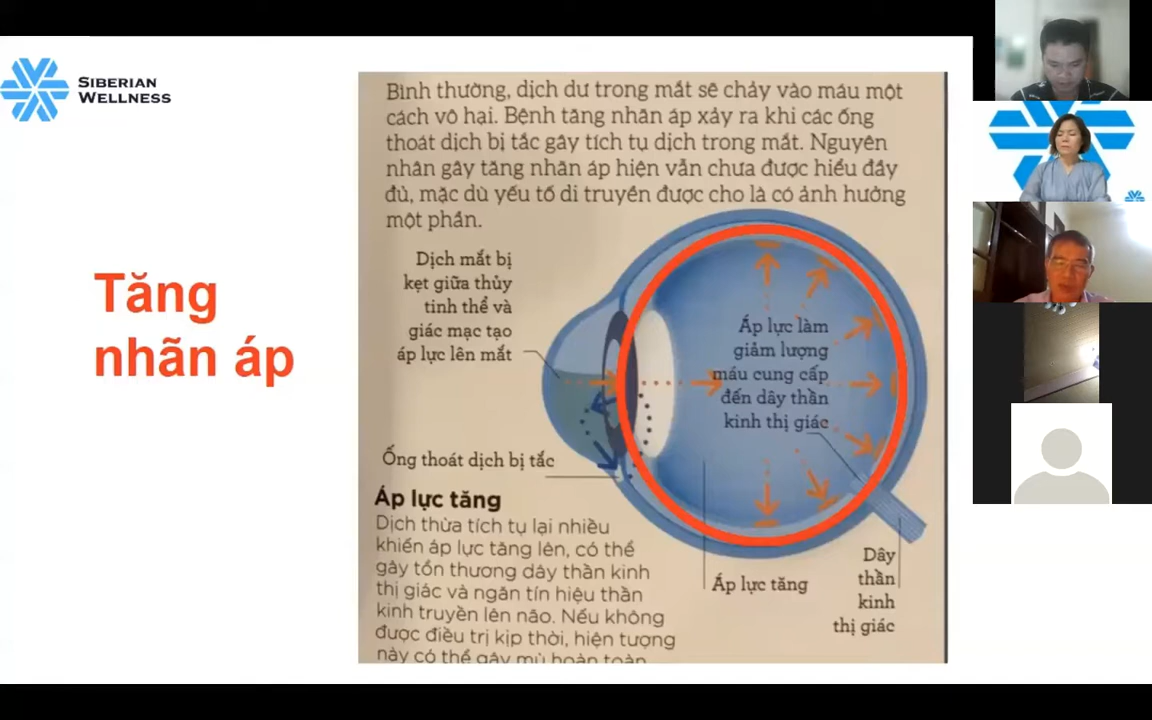 SIBERIAN
WELLNESS
Tăng
nhãn áp
Bình thường, dịch dư trong mắt sẽ chảy vào máu một
cách vô hại. Bệnh tăng nhãn áp xảy ra khi các ống
thoát dịch bị tắc gây tích tụ dịch trong mắt. Nguyên
nhân gây tăng nhãn áp hiện vẫn chưa được hiểu đầy
đủ, mặc dù yếu tố di truyền được cho là có ảnh hưởng
một phần.
Dịch mắt bị
kẹt giữa thủy
tinh thể và
giác mạc tạo
áp lực lên mắt
Áp lực làm
giảm lượng
máu cung cấp
đến dây thần
kinh thị giác
Ống thoát dịch bị tắc
Áp lực tăng
Dịch thừa tích tụ lại nhiều
khiến áp lực tăng lên, có thể
gây tổn thương dây thần kinh
thị giác và ngăn tín hiệu thần
kinh truyền lên não. Nếu không
được điều trị kịp thời, hiện tượng
này có thể gây mù hoàn toàn.
Áp lực tăng
Dây
thần
kinh
thị giác